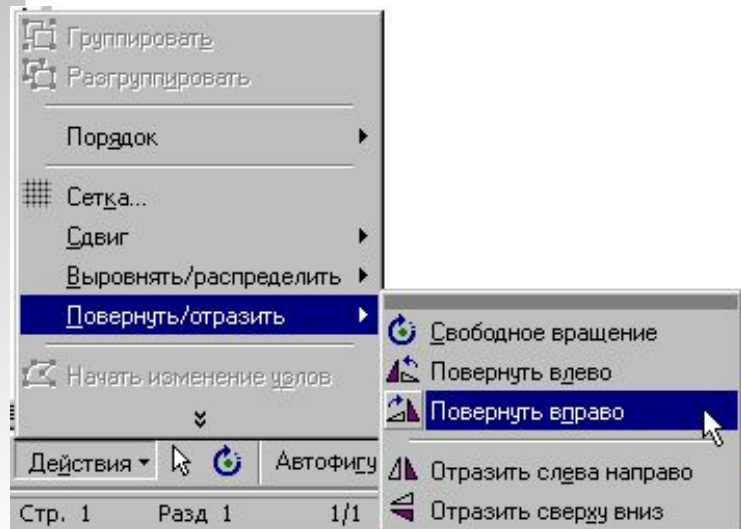 Группировать
Разгруппировать
Порядок
Сетка...
Сдвиг
Выровнять/распределить
Повернуть/отразить
Начать изменение узлов
Свободное вращение
Повернуть влево
Повернуть вправо
Отразить слева направо
Отразить сверху вниз
Действия Автофигу
Стр. 1 Разд 1 1/1